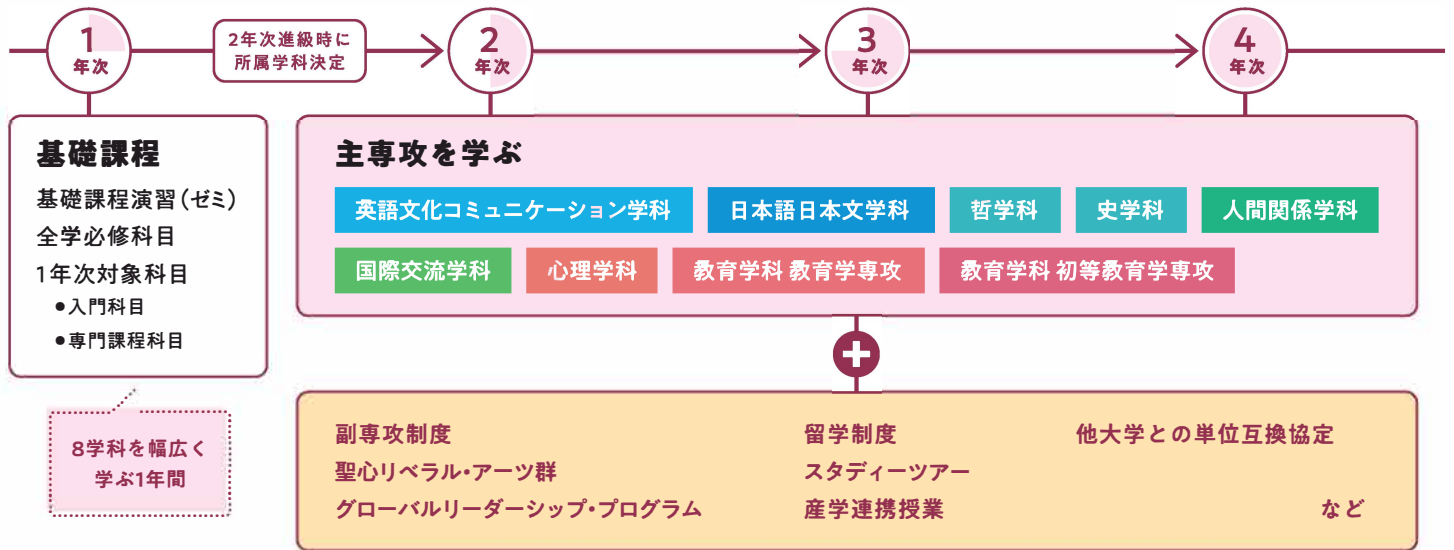 1
年次
2年次進級時に
所属学科決定
2
年次
3
年次
4
年次
基礎課程
基礎課程演習（ゼミ）
全学必修科目
1年次対象科目
●入門科目
●専門課程科目
8学科を幅広く
学ぶ1年間
主専攻を学ぶ
英語文化コミュニケーション学科
日本語日本文学科
哲学科
史学科
人間関係学科
国際交流学科
心理学科
教育学科 教育学専攻
教育学科 初等教育学専攻
副専攻制度
聖心リベラル・アーツ群
グローバルリーダーシップ・プログラム
留学制度
スタディーツアー
産学連携授業
他大学との単位互換協定
など